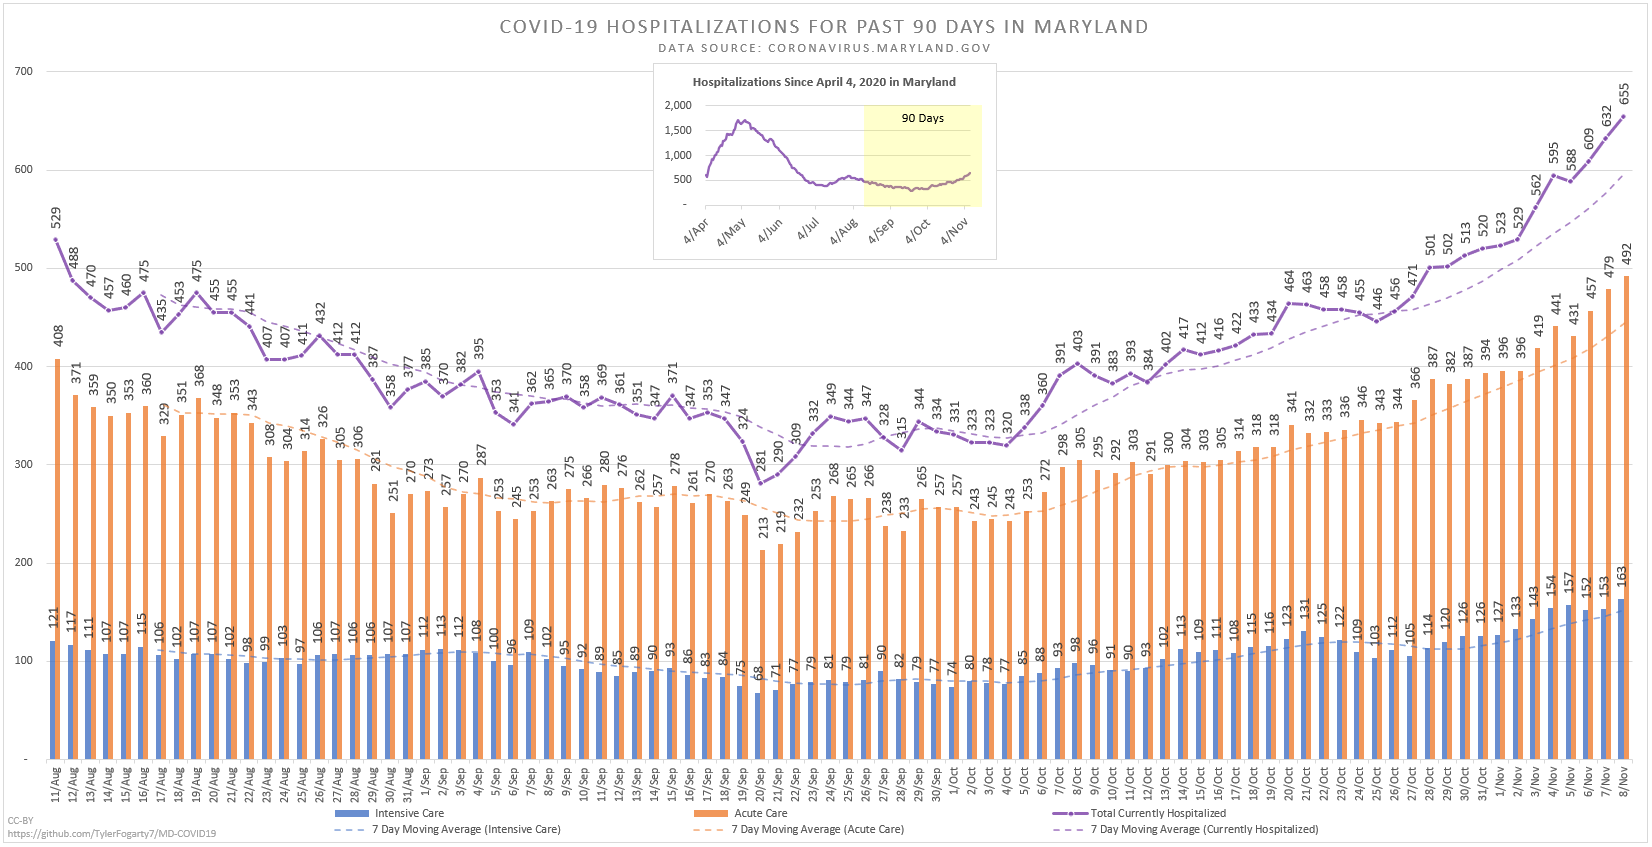 COVID-19 HOSPITALIZATIONS FOR PAST 90 DAYS IN MARYLAND
DATA SOURCE: CORONAVIRUS.MARYLAND.GOV
700
600
500
400
300
200
100
-
Hospitalizations Since April 4, 2020 in Maryland
2,000
1,500
1,000
500
-
90 Days
4/Apr 4/May 4/Jun 4/Jul 4/Aug 4/Sep 4/Oct 4/Nov
529 488 470 457 460 475 435 453 475 455 455 441 407 407 411 432 412 412 387 358 377 385 370 382 395 353 341 362 365 370 358 369 361 351 347 371 347 353 347 324 281 290 309 332 349 344 347 328 315 344 334 331 323 323 320 338 360 391 403 391 383 393 384 402 417 412 416 422 433 434 464 463 458 458 455 446 456 471 501 502 513 520 523 529 562 595 588 609 632 655
408 371 359 350 353 360 329 351 368 348 353 343 308 304 314 326 305 306 281 251 270 273 257 270 287 253 245 253 263 275 266 280 276 262 257 278 261 270 263 249 213 219 232 253 268 265 266 238 233 265 257 257 243 245 243 253 272 298 305 295 292 303 291 300 304 303 305 314 318 318 341 332 333 336 346 343 344 366 387 382 387 394 396 396 419 441 431 457 479 492
121 117 111 107 107 115 106 102 107 107 102 98 99 103 97 106 107 106 106 107 107 112 113 112 108 100 96 109 102 95 92 89 85 89 90 93 86 83 84 75 68 71 77 79 81 79 81 90 82 79 77 74 80 78 77 85 88 93 98 96 91 90 93 102 113 109 111 108 115 116 123 131 125 122 109 103 112 105 114 120 126 126 127 133 143 154 157 152 153 163
11/Aug 12/Aug 13/Aug 14/Aug 15/Aug 16/Aug 17/Aug 18/Aug 19/Aug 20/Aug 21/Aug 22/Aug 23/Aug 24/Aug 25/Aug 26/Aug 27/Aug 28/Aug 29/Aug 30/Aug 31/Aug 1/Sep 2/Sep 3/Sep 4/Sep 5/Sep 6/Sep 7/Sep 8/Sep 9/Sep 10/Sep 11/Sep 12/Sep 13/Sep 14/Sep 15/Sep 16/Sep 17/Sep 18/Sep 19/Sep 20/Sep 21/Sep 22/Sep 23/Sep 24/Sep 25/Sep 26/Sep 27/Sep 28/Sep 29/Sep 30/Sep 1/Oct 2/Oct 3/Oct 4/Oct 5/Oct 6/Oct 7/Oct 8/Oct 9/Oct 10/Oct 11/Oct 12/Oct 13/Oct 14/Oct 15/Oct 16/Oct 17/Oct 18/Oct 19/Oct 20/Oct 21/Oct 22/Oct 23/Oct 24/Oct 25/Oct 26/Oct 27/Oct 28/Oct 29/Oct 30/Oct 31/Oct 1/Nov 2/Nov 3/Nov 4/Nov 5/Nov 6/Nov 7/Nov 8/Nov
Intensive Care
Acute Care
Total Currently Hospitalized
7 Day Moving Average (Intensive Care)
7 Day Moving Average (Acute Care)
7 Day Moving Average (Currently Hospitalized)
CC-BY
https://github.com/TylerFogarty7/MD-COVID19